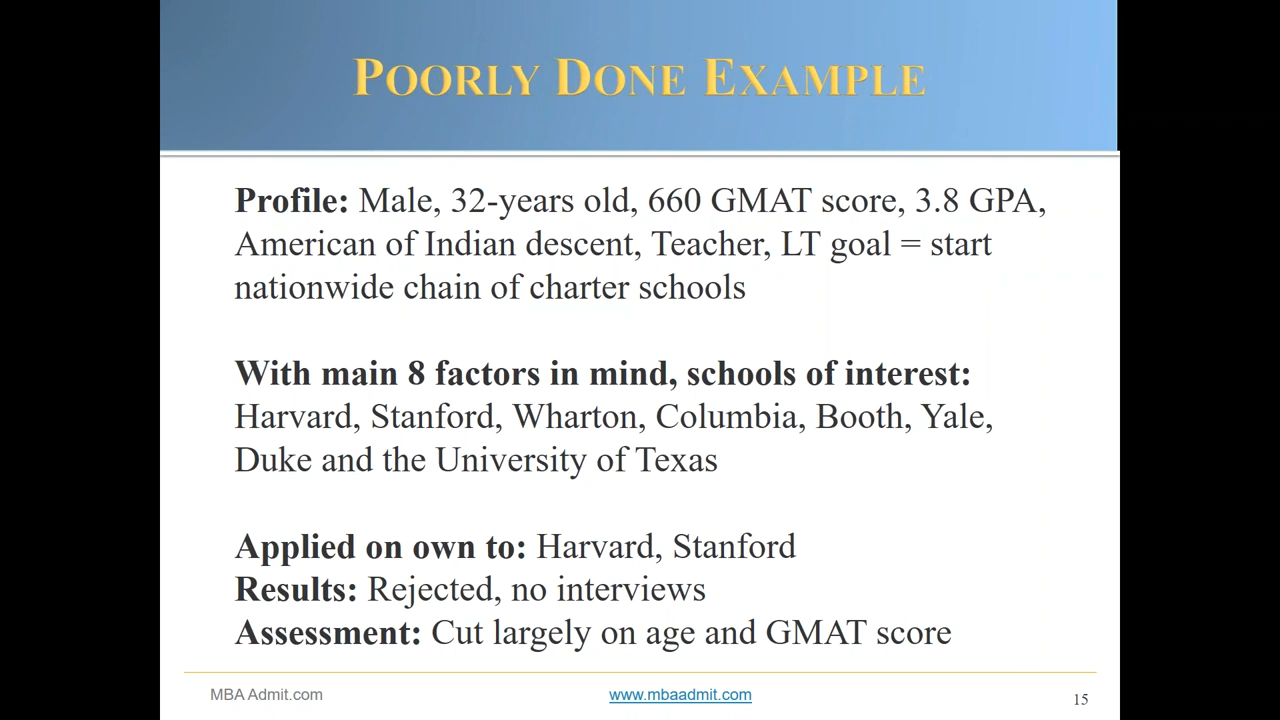 POORLY DONE EXAMPLE
Profile: Male, 32-years old, 660 GMAT score, 3.8 GPA,
American of Indian descent, Teacher, LT goal = start
nationwide chain of charter schools
With main 8 factors in mind, schools of interest:
Harvard, Stanford, Wharton, Columbia, Booth, Yale,
Duke and the University of Texas
Applied on own to: Harvard, Stanford
Results: Rejected, no interviews
Assessment: Cut largely on age and GMAT score
MBA Admit.com
www.mbaadmit.com
15